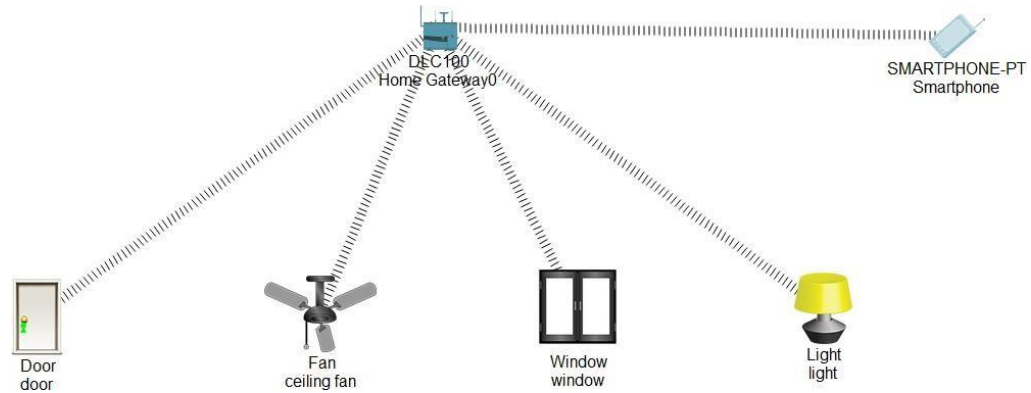 DLC100
Home Gateway0
SMARTPHONE-PT
Smartphone
Door
door
Fan
ceiling fan
Window
window
Light
light